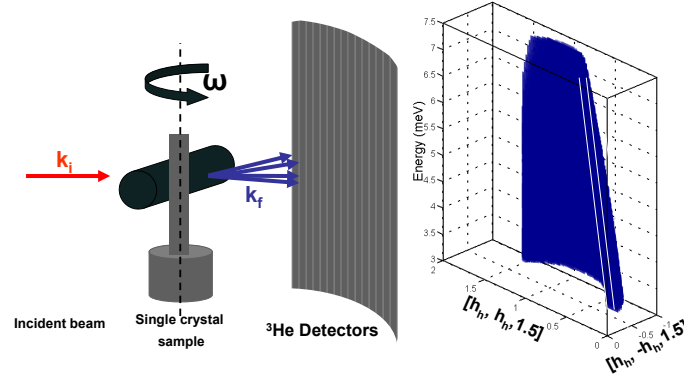 ω
k_i
k_f
Incident beam
Single crystal
sample
³He Detectors
7.5
7
6.5
6
5.5
5
4.5
4
3.5
3
Energy (meV)
2
1.5
1
0.5
0
[h_h, h_h,1.5]
0
-0.5
-1
[h_h, -h_h,1.5]